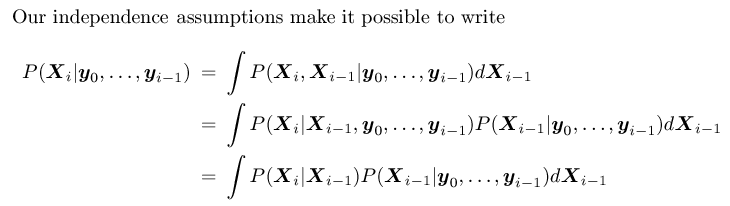 Our independence assumptions make it possible to write
P(X_i|y_0, . . . , y_{i−1}) = ∫ P(X_i, X_{i−1}|y_0, . . . , y_{i−1})dX_{i−1}
= ∫ P(X_i|X_{i−1}, y_0, . . . , y_{i−1})P(X_{i−1}|y_0, . . . , y_{i−1})dX_{i−1}
= ∫ P(X_i|X_{i−1})P(X_{i−1}|y_0, . . . , y_{i−1})dX_{i−1}